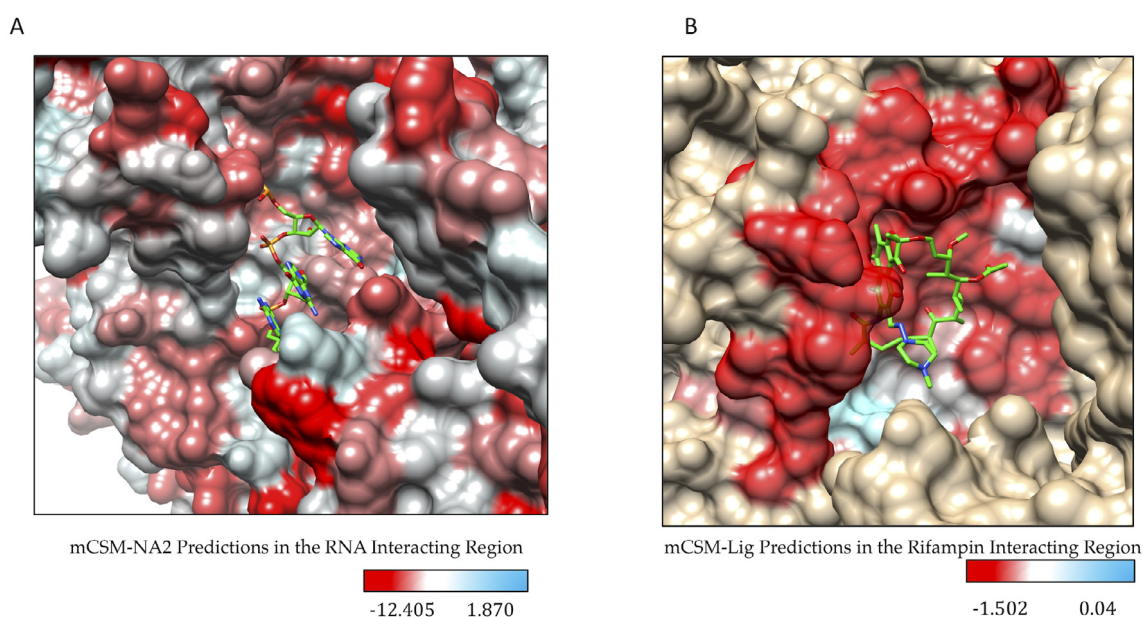 A
B
mCSM-NA2 Predictions in the RNA Interacting Region
mCSM-Lig Predictions in the Rifampin Interacting Region
-12.405 1.870
-1.502 0.04